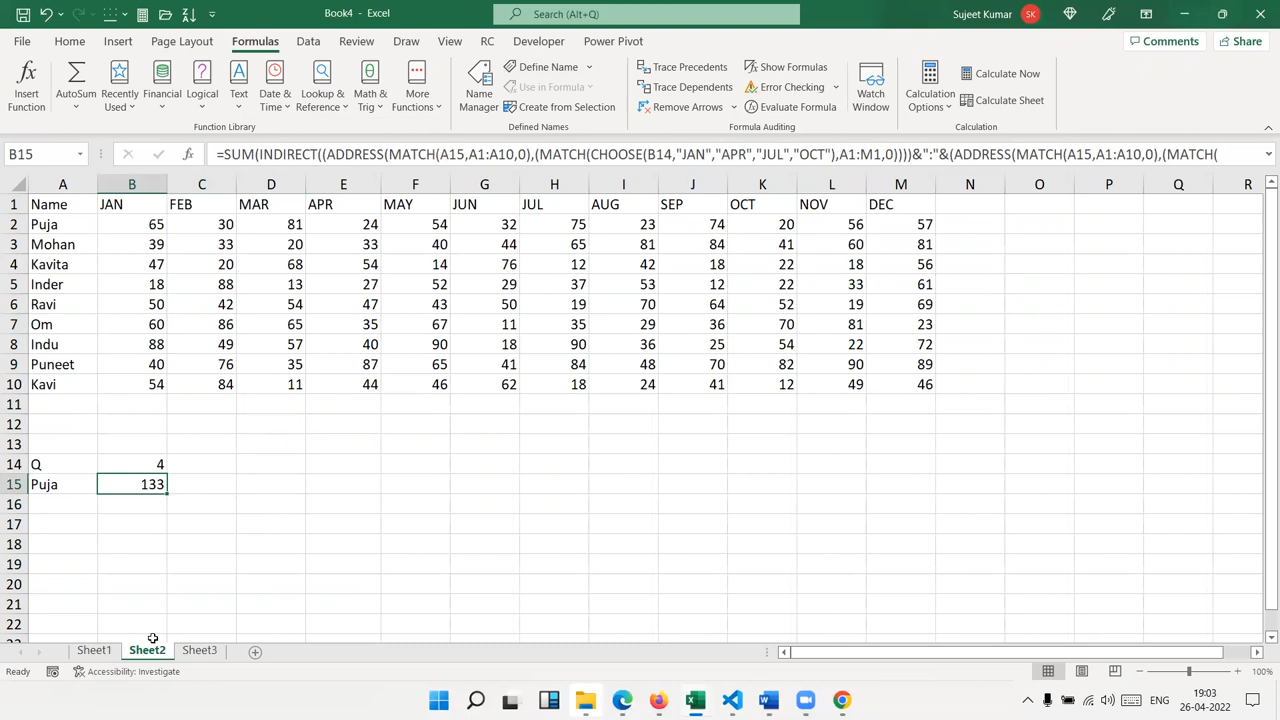 Book4 - Excel
Search (Alt+Q)
Sujeet Kumar SK
File Home Insert Page Layout Formulas Data Review View Draw RC Developer Power Pivot
Comments Share
Insert Function
AutoSum
Recently Used
Financial
Logical
Text
Date & Time
Lookup & Reference
Math & Trig
More Functions
Function Library
Name Manager
Define Name
Use in Formula
Create from Selection
Defined Names
Trace Precedents
Trace Dependents
Remove Arrows
Show Formulas
Error Checking
Evaluate Formula
Formula Auditing
Watch Window
Calculation Options
Calculate Now
Calculate Sheet
Calculation
B15 fx =SUM(INDIRECT((ADDRESS(MATCH(A15,A1:A10,0),(MATCH(CHOOSE(B14,"JAN","APR","JUL","OCT"),A1:M1,0))))&":"&(ADDRESS(MATCH(A15,A1:A10,0),(MATCH(
A B C D E F G H I J K L M N O P Q R
1 Name JAN FEB MAR APR MAY JUN JUL AUG SEP OCT NOV DEC
2 Puja 65 30 81 24 54 32 75 23 74 20 56 57
3 Mohan 39 33 20 33 40 44 65 81 84 41 60 81
4 Kavita 47 20 68 54 14 76 12 42 18 22 18 56
5 Inder 18 88 13 27 52 29 37 53 12 22 33 61
6 Ravi 50 42 54 47 43 50 19 70 64 52 19 69
7 Om 60 86 65 35 67 11 35 29 36 70 81 23
8 Indu 88 49 57 40 90 18 90 36 25 54 22 72
9 Puneet 40 76 35 87 65 41 84 48 70 82 90 89
10 Kavi 54 84 11 44 46 62 18 24 41 12 49 46
11
12
13
14 Q 4
15 Puja 133
16
17
18
19
20
21
22
Sheet1 Sheet2 Sheet3
Ready Accessibility: Investigate 100%
ENG
19:03
26-04-2022